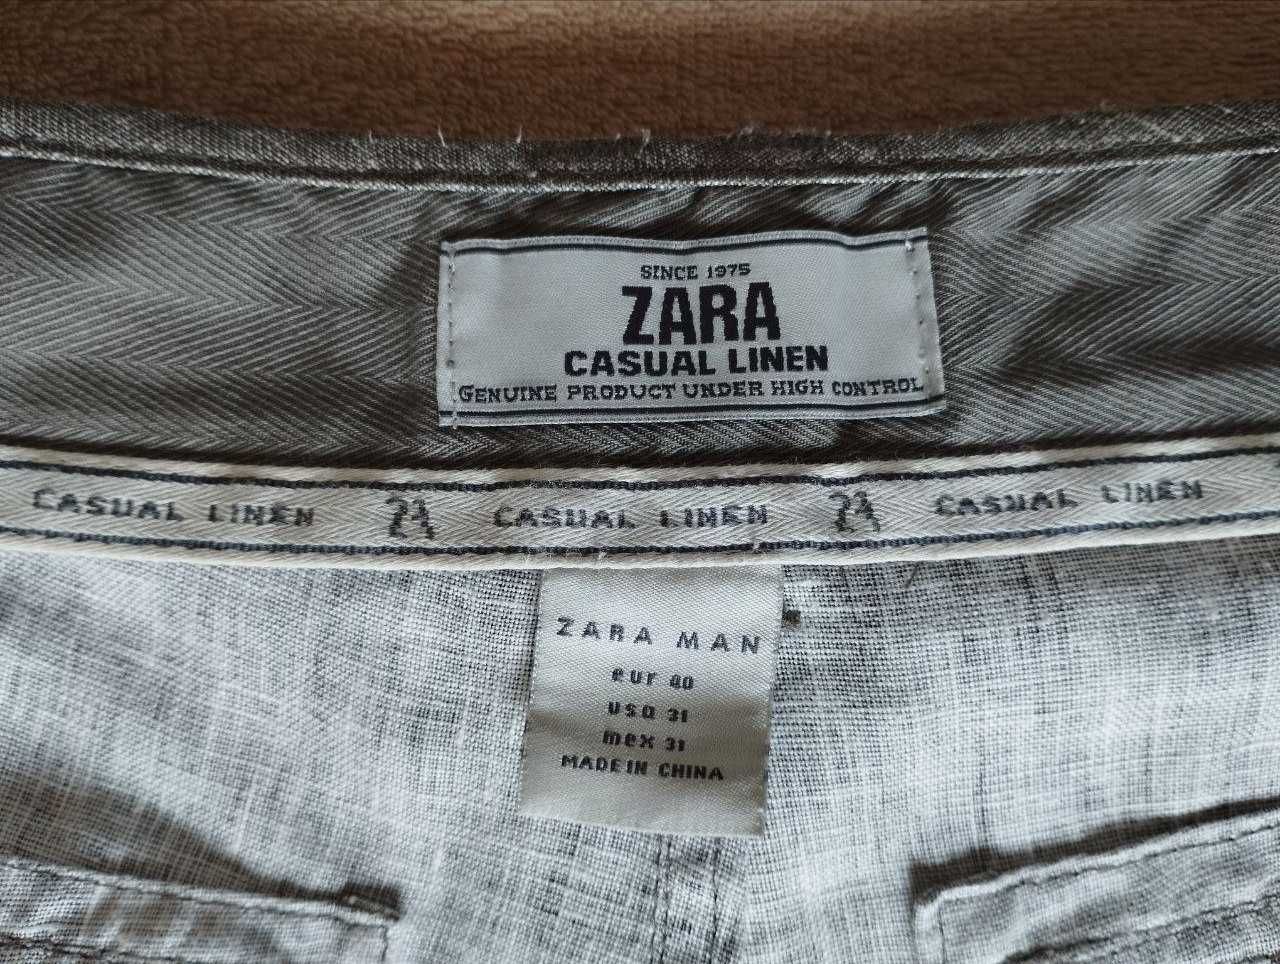 SINCE 1975
ZARA
CASUAL LINEN
GENUINE PRODUCT UNDER HIGH CONTROL
CASUAL LINEN CASUAL LINEN CASUAL LINEN
ZARA MAN
eur 40
usa 31
mex 31
MADE IN CHINA